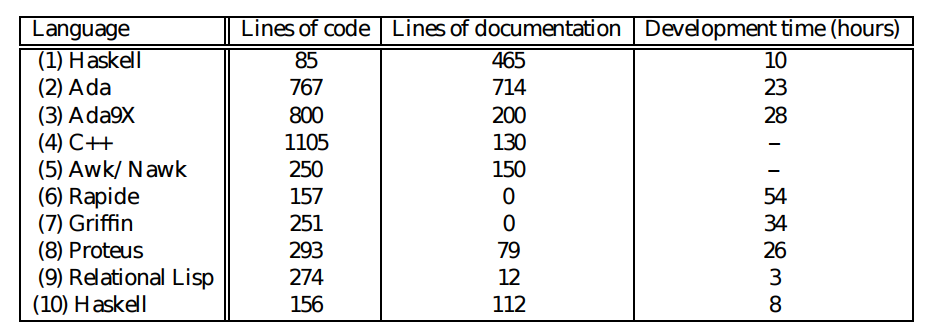 Language Lines of code Lines of documentation Development time (hours)
(1) Haskell 85 465 10
(2) Ada 767 714 23
(3) Ada9X 800 200 28
(4) C++ 1105 130 –
(5) Awk/Nawk 250 150 –
(6) Rapide 157 0 54
(7) Griffin 251 0 34
(8) Proteus 293 79 26
(9) Relational Lisp 274 12 3
(10) Haskell 156 112 8